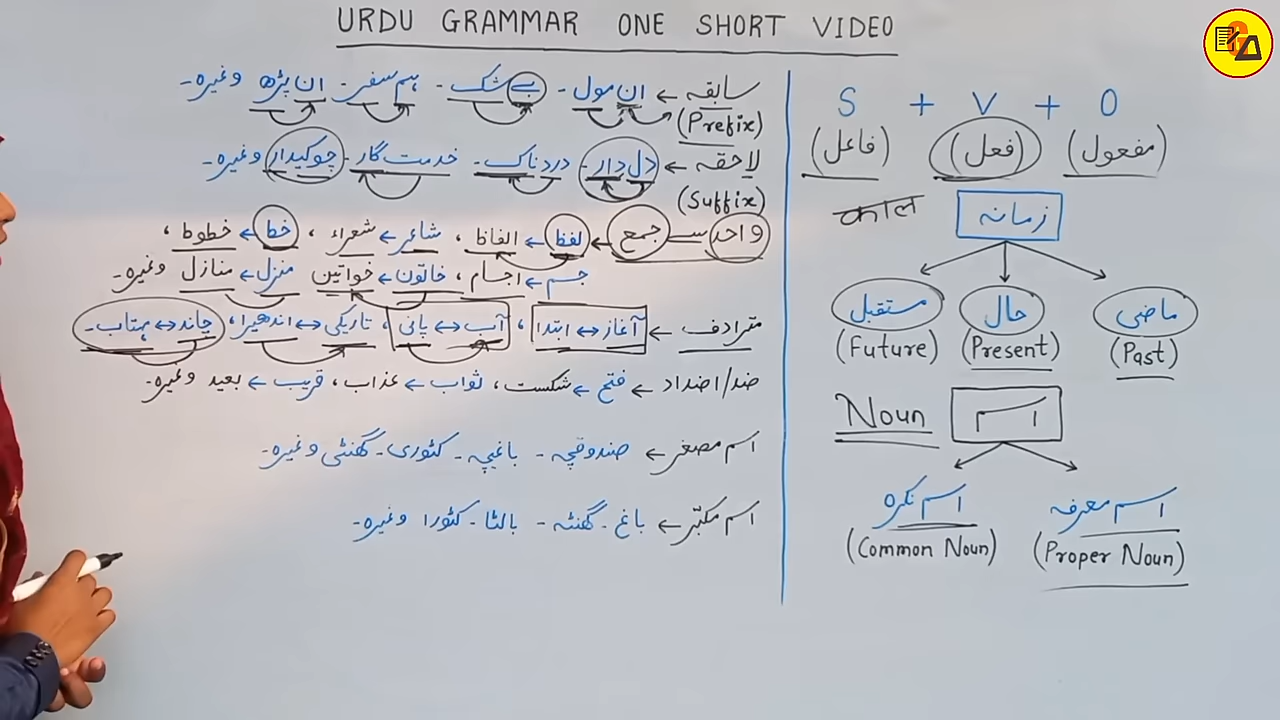 URDU GRAMMAR ONE SHORT VIDEO
سابقہ ← ان مول ۔ بے شک ۔ ہم سفر ۔ ان پڑھ وغیرہ۔
(Prefix)
لاحقہ ← دل دار ۔ درد ناک ۔ خدمت گار ۔ چوکیدار وغیرہ۔
(Suffix)
واحد سے جمع ← لفظ ← الفاظ ، شاعر ← شعراء ، خط ← خطوط ،
جسم ← اجسام ، خاتون ← خواتین منزل ← منازل وغیرہ۔
مترادف ← آغاز ↔ ابتدا ، آب ↔ پانی ، تاریکی ↔ اندھیرا ، چاند ↔ مہتاب۔
ضد/اضداد ← فتح ← شکست ، ثواب ← عذاب ، قریب ← بعید وغیرہ۔
اسم مصغر ← صندوقچہ ۔ باغیچہ ۔ کٹوری ۔ گھنٹی وغیرہ۔
اسم مکبّر ← باغ ۔ گھنٹہ ۔ بالٹا ۔ کٹورا وغیرہ۔
S + V + O
(فاعل) (فعل) (مفعول)
काल زمانہ
مستقبل حال ماضی
(Future) (Present) (Past)
Noun اسم
اسم نکرہ اسم معرفہ
(Common Noun) (Proper Noun)